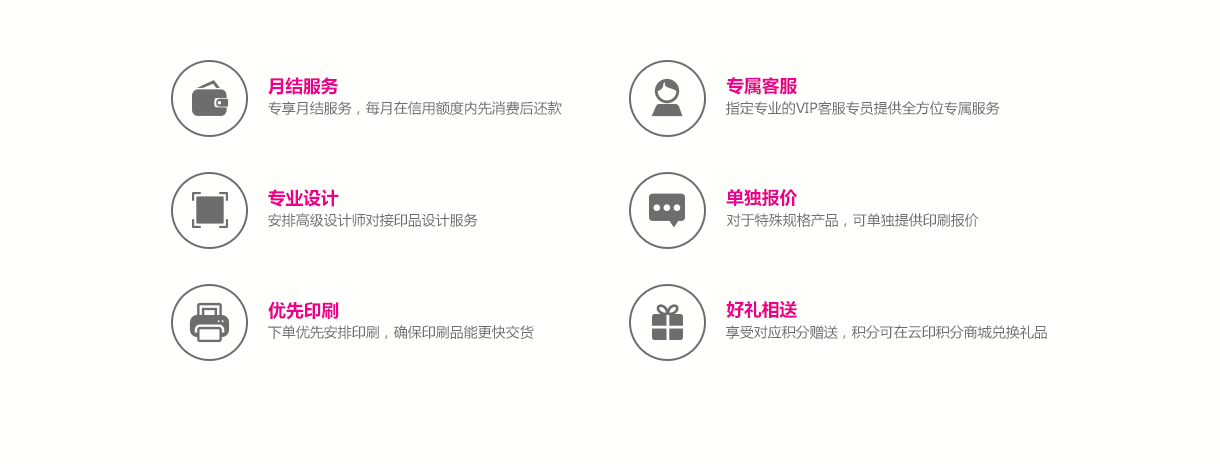 月结服务
专享月结服务，每月在信用额度内先消费后还款
专属客服
指定专业的VIP客服专员提供全方位专属服务
专业设计
安排高级设计师对接印品设计服务
单独报价
对于特殊规格产品，可单独提供印刷报价
优先印刷
下单优先安排印刷，确保印刷品能更快交货
好礼相送
享受对应积分赠送，积分可在云印积分商城兑换礼品